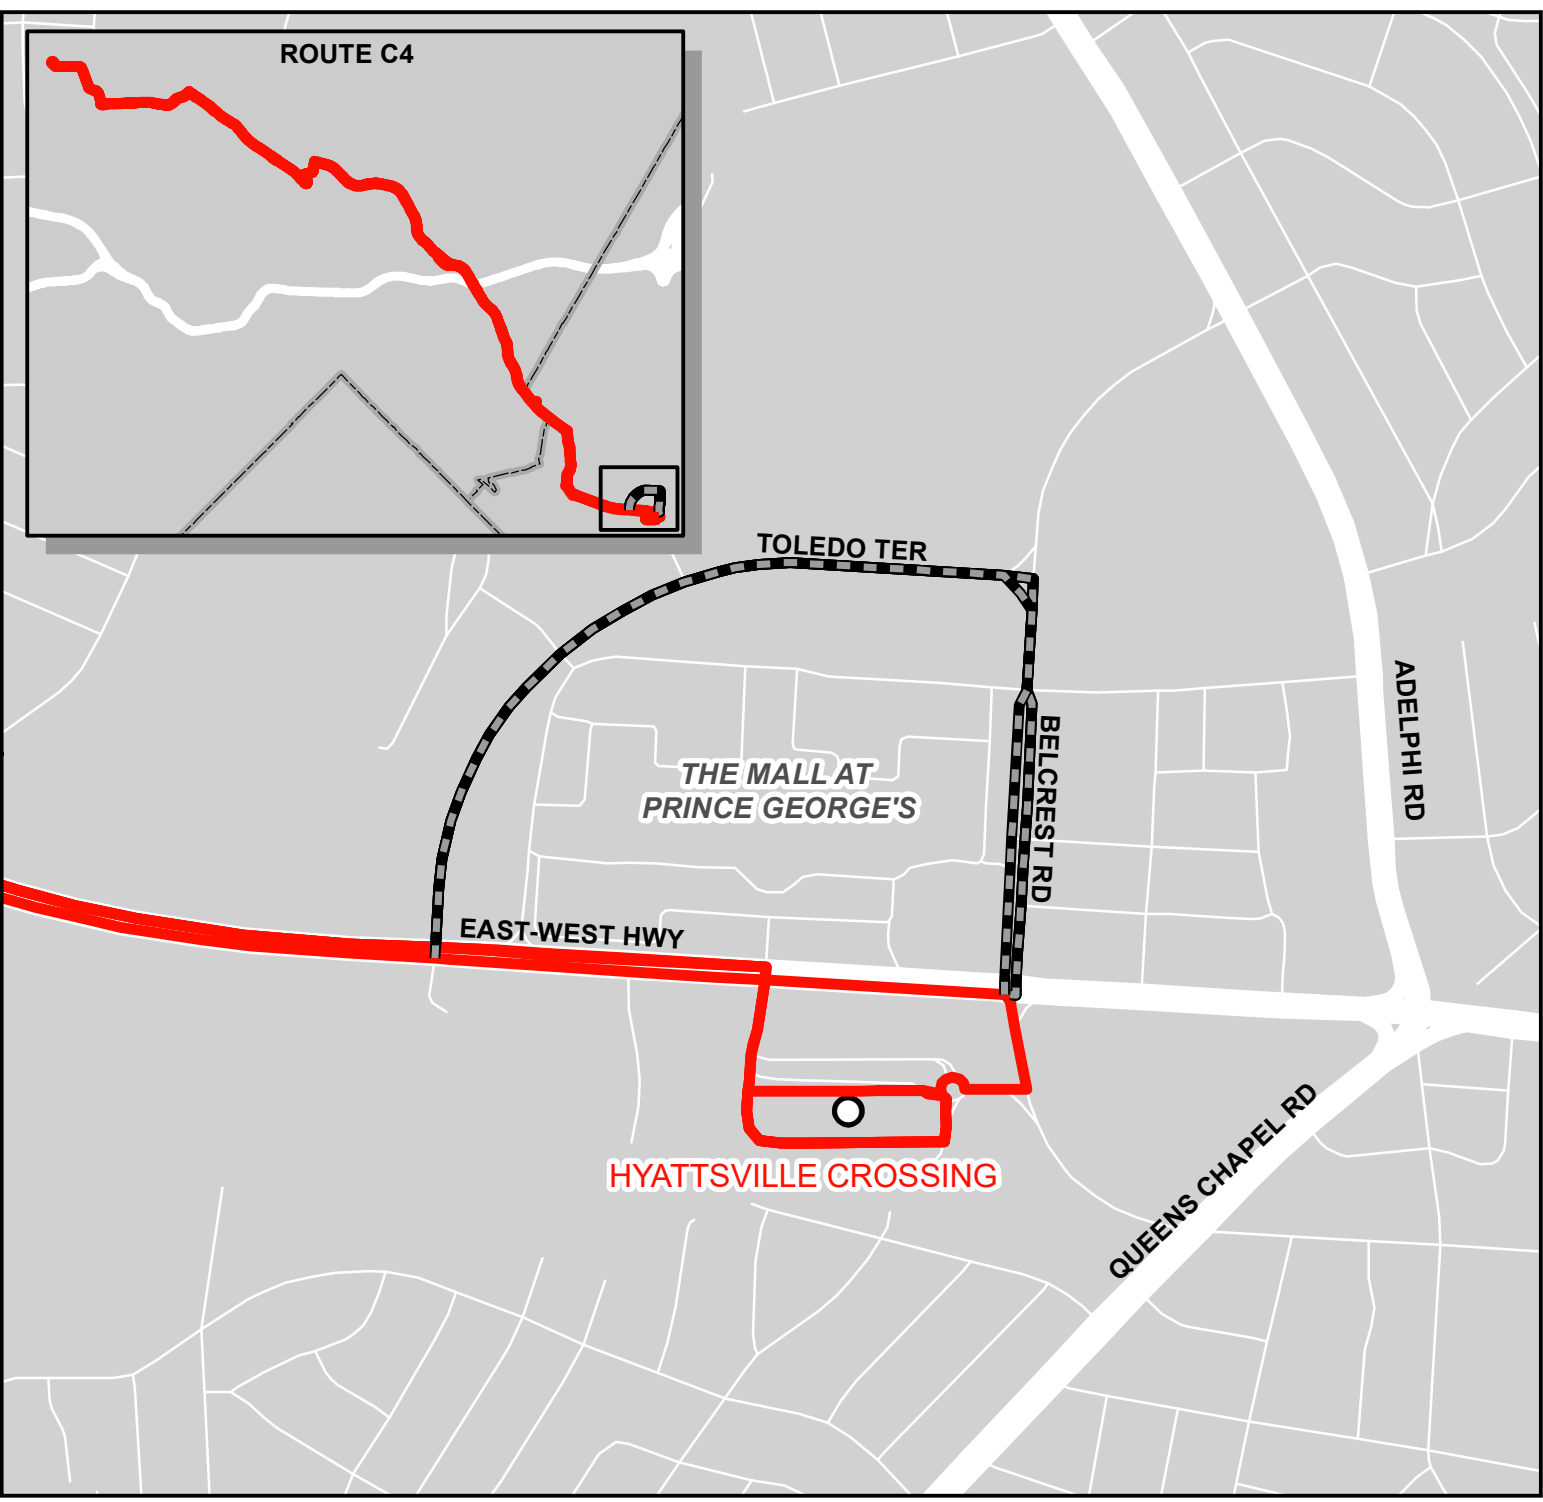 ROUTE C4
TOLEDO TER
ADELPHI RD
BELCREST RD
THE MALL AT
PRINCE GEORGE'S
EAST-WEST HWY
QUEENS CHAPEL RD
HYATTSVILLE CROSSING